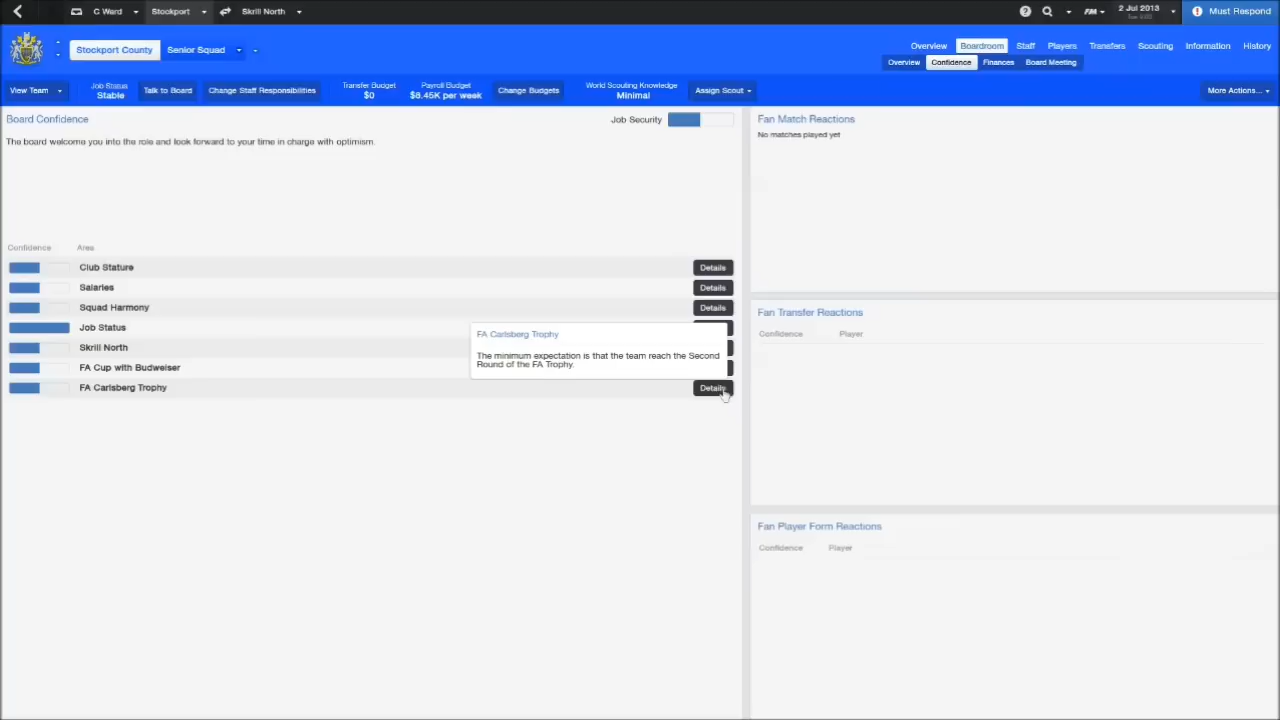 C Ward Stockport Skrill North FM 2 Jul 2013 Must Respond
Stockport County Senior Squad
Overview Boardroom Staff Players Transfers Scouting Information History
Overview Confidence Finances Board Meeting
View Team Job Status Stable Talk to Board Change Staff Responsibilities Transfer Budget $0 Payroll Budget $8.45K per week Change Budgets World Scouting Knowledge Minimal Assign Scout More Actions...
Board Confidence Job Security
The board welcome you into the role and look forward to your time in charge with optimism.
Confidence Area
Club Stature Details
Salaries Details
Squad Harmony Details
Job Status
Skrill North
FA Cup with Budweiser
FA Carlsberg Trophy Details
FA Carlsberg Trophy
The minimum expectation is that the team reach the Second
Round of the FA Trophy.
Fan Match Reactions
No matches played yet
Fan Transfer Reactions
Confidence Player
Fan Player Form Reactions
Confidence Player